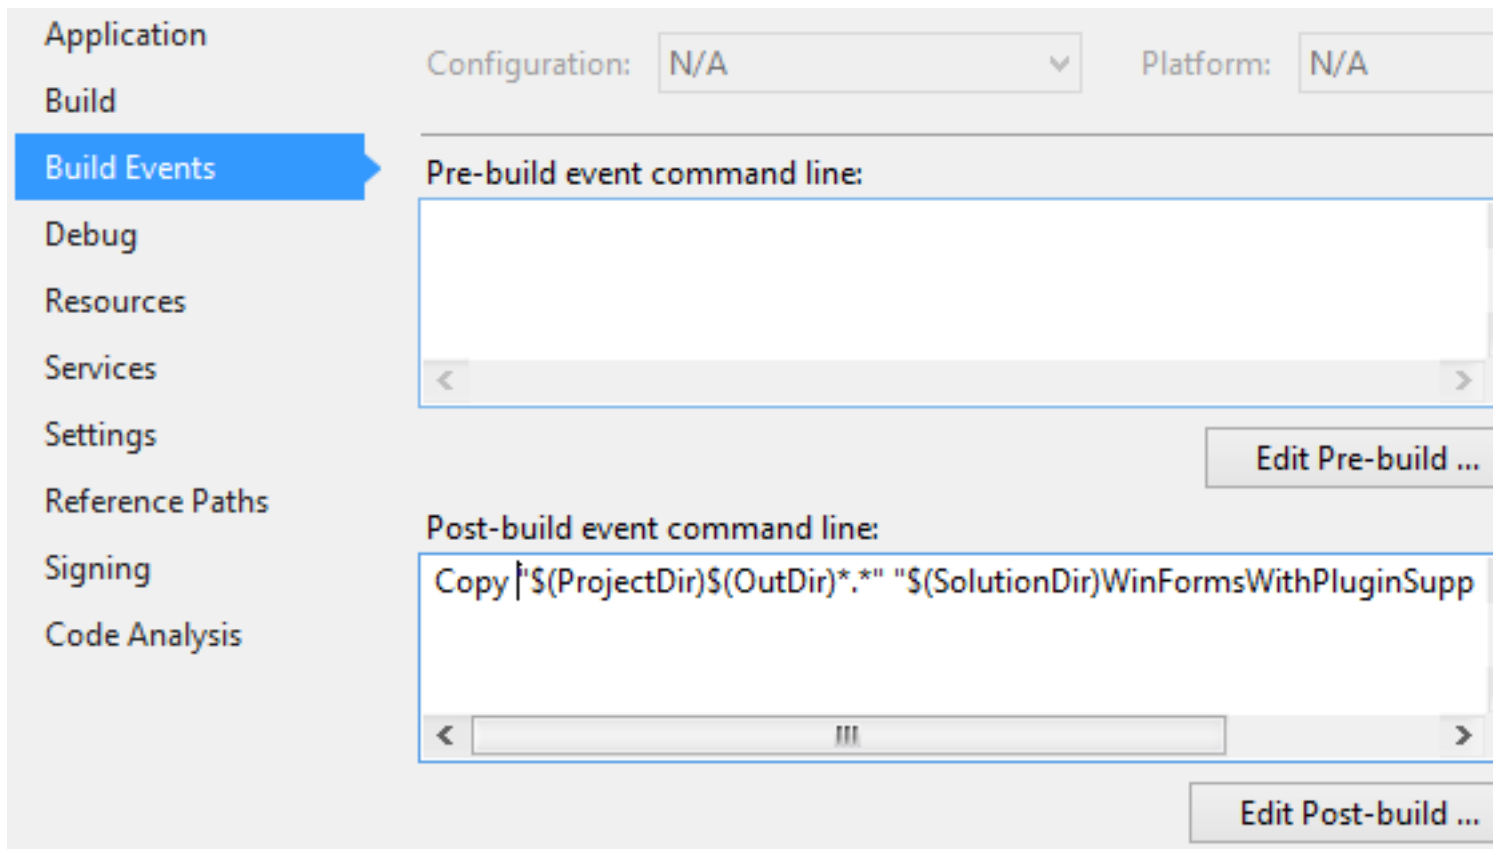 Application
Configuration: N/A Platform: N/A
Build
Build Events
Pre-build event command line:
Debug
Resources
Services
Settings
Edit Pre-build ...
Reference Paths
Post-build event command line:
Signing
Copy "$(ProjectDir)$(OutDir)*.*" "$(SolutionDir)WinFormsWithPluginSupp
Code Analysis
Edit Post-build ...